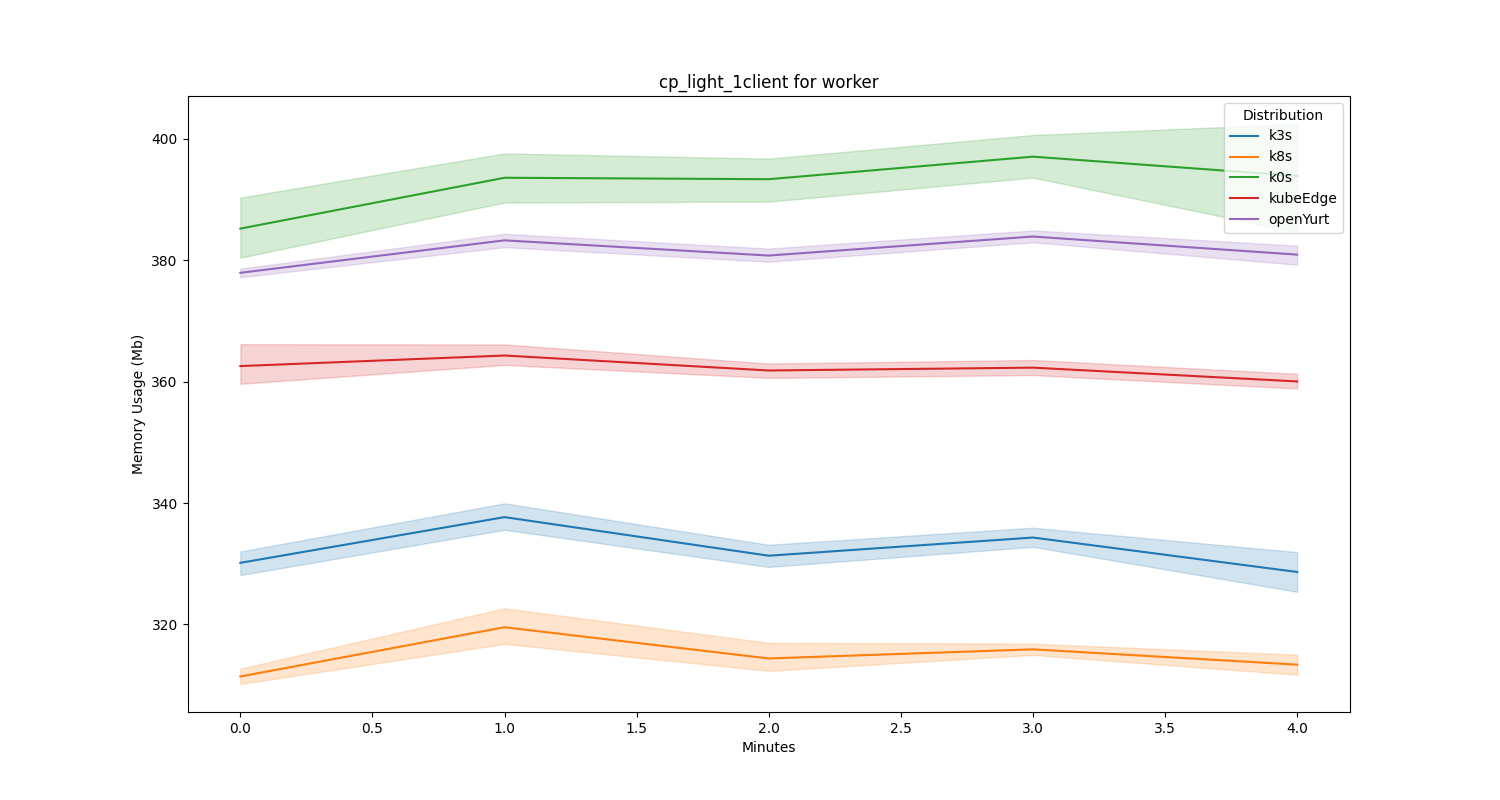 cp_light_1client for worker
Distribution
k3s
k8s
k0s
kubeEdge
openYurt
Memory Usage (Mb)
400
380
360
340
320
0.0 0.5 1.0 1.5 2.0 2.5 3.0 3.5 4.0
Minutes